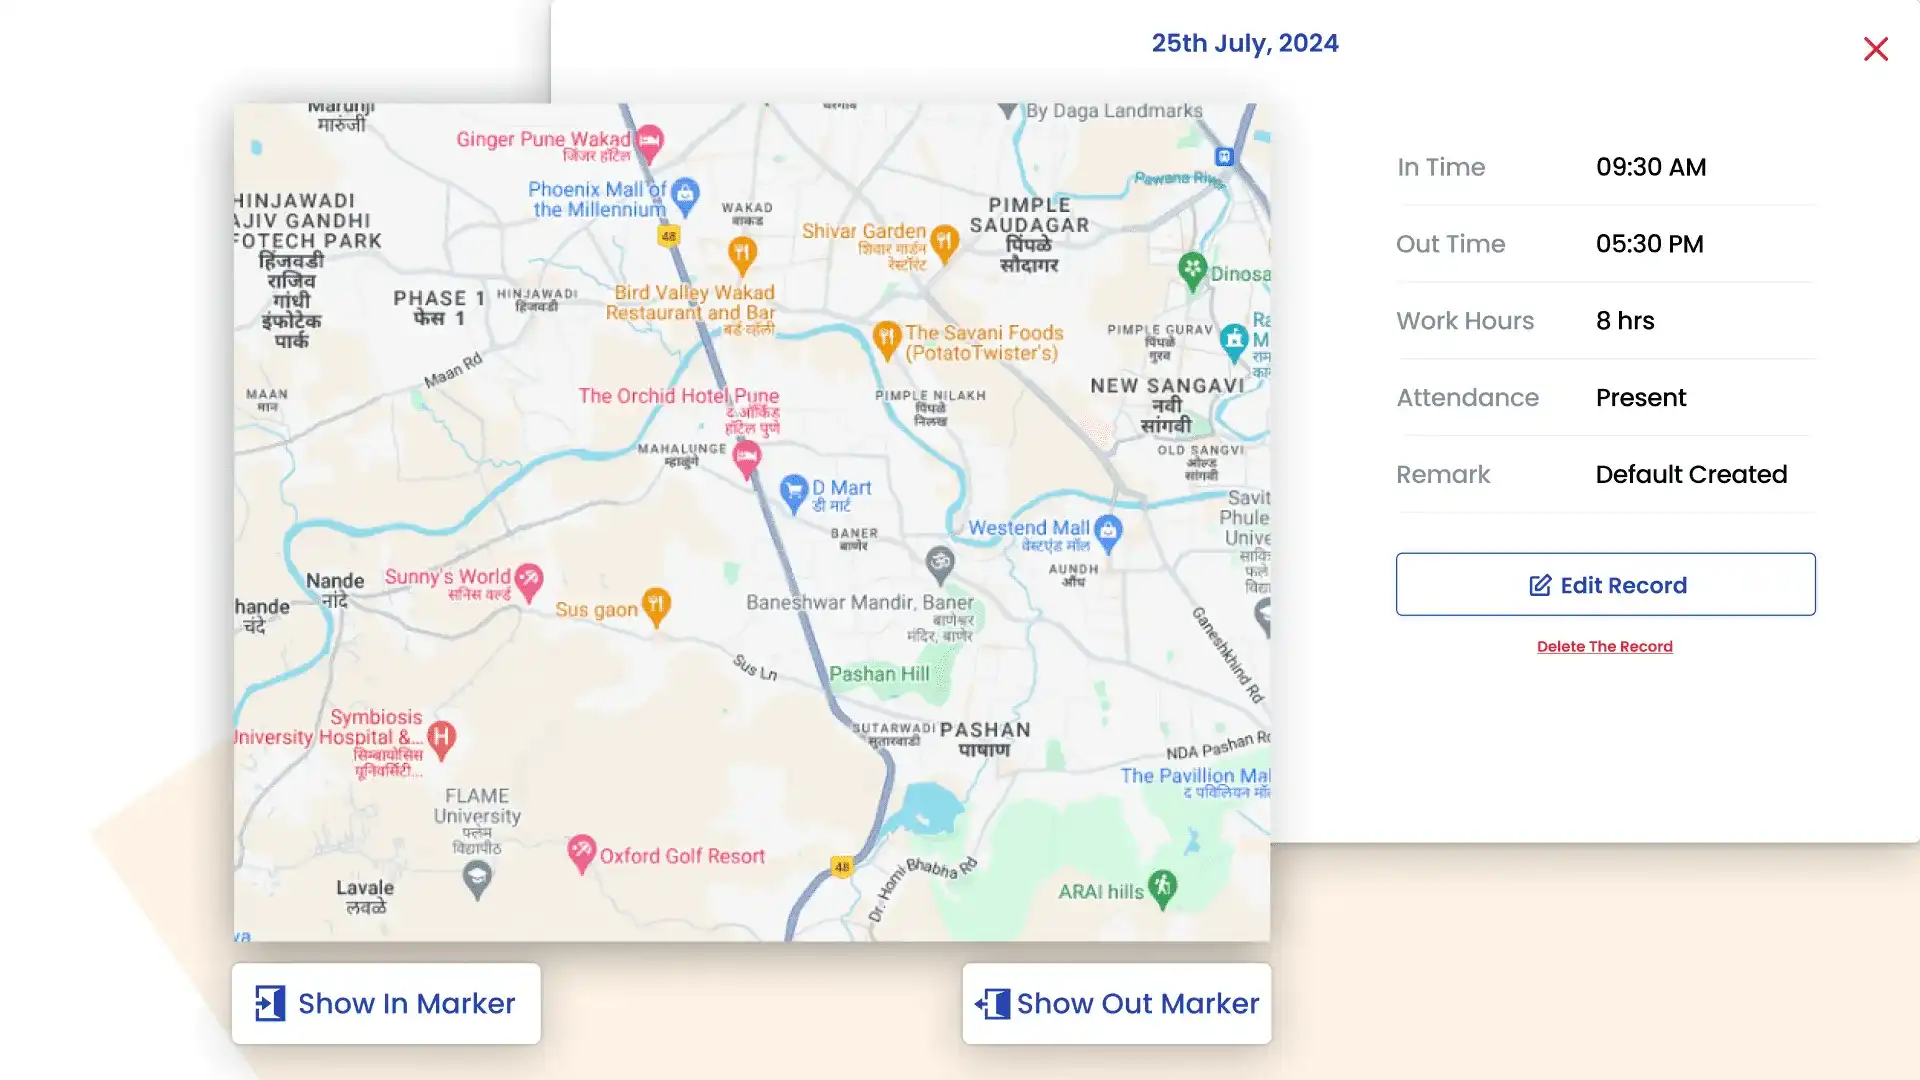 25th July, 2024
Marunji
मारुंजी
By Daga Landmarks
Ginger Pune Wakad
जिंजर हॉटेल
Pawana River
Phoenix Mall of
the Millennium
WAKAD
वाकड
48
HINJAWADI
AJIV GANDHI
FOTECH PARK
हिंजवडी
राजिव
गांधी
इंफोटेक
पार्क
PIMPLE
SAUDAGAR
पिंपळे
सौदागर
Shivar Garden
शिवार गार्डन
रेस्टॉरंट
Dinosa
PHASE 1
फेस १
HINJAWADI
हिंजवडी
Bird Valley Wakad
Restaurant and Bar
बर्ड व्हॅली
The Savani Foods
(PotatoTwister's)
PIMPLE GURAV
पिंपळे
गुरव
Ra
M
राम
Maan Rd
MAAN
मान
The Orchid Hotel Pune
द ऑर्किड
हॉटेल पुणे
PIMPLE NILAKH
पिंपळे
निलख
NEW SANGAVI
नवी
सांगवी
MAHALUNGE
म्हाळुंगे
OLD SANGVI
ओल्ड
सांगवी
D Mart
डी मार्ट
BANER
बाणेर
Westend Mall
वेस्टएंड मॉल
Savit
Phule
Unive
AUNDH
औंध
Nande
नांदे
Sunny's World
सनिस वर्ल्ड
Sus gaon
hande
चंदे
Baneshwar Mandir, Baner
बाणेश्वर
मंदिर, बाणेर
Ganeshkhind Rd
Sus Ln
Pashan Hill
Symbiosis
University Hospital &...
सिम्बायोसिस
यूनिवर्सिटी...
SUTARWADI
सुतारवाडी
PASHAN
पाषाण
NDA Pashan Rd
The Pavillion Mal
द पविलियन मॉल
FLAME
University
फ्लेम
विद्यापीठ
Oxford Golf Resort
48
Dr. Homi Bhabha Rd
ARAI hills
Lavale
लवळे
wa
Show In Marker
Show Out Marker
In Time 09:30 AM
Out Time 05:30 PM
Work Hours 8 hrs
Attendance Present
Remark Default Created
Edit Record
Delete The Record